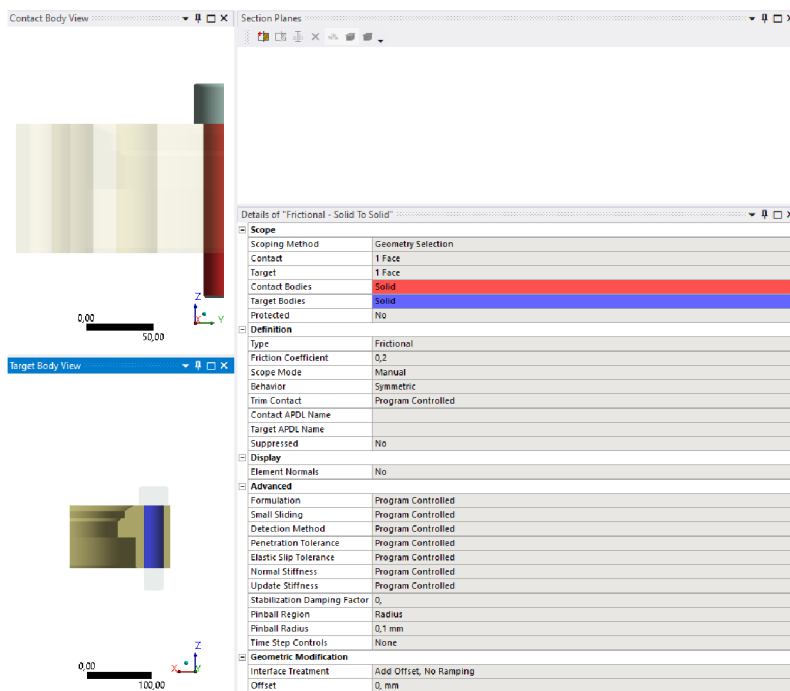 Contact Body View
Z
X
Y
0,00
50,00
Target Body View
Z
X
Y
0,00
100,00
Section Planes
Details of "Frictional - Solid To Solid"
Scope
Scoping Method Geometry Selection
Contact 1 Face
Target 1 Face
Contact Bodies Solid
Target Bodies Solid
Protected No
Definition
Type Frictional
Friction Coefficient 0,2
Scope Mode Manual
Behavior Symmetric
Trim Contact Program Controlled
Contact APDL Name
Target APDL Name
Suppressed No
Display
Element Normals No
Advanced
Formulation Program Controlled
Small Sliding Program Controlled
Detection Method Program Controlled
Penetration Tolerance Program Controlled
Elastic Slip Tolerance Program Controlled
Normal Stiffness Program Controlled
Update Stiffness Program Controlled
Stabilization Damping Factor 0,
Pinball Region Radius
Pinball Radius 0,1 mm
Time Step Controls None
Geometric Modification
Interface Treatment Add Offset, No Ramping
Offset 0, mm